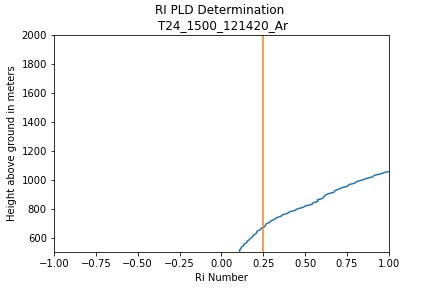 RI PLD Determination
T24_1500_121420_Ar
2000
1800
1600
1400
1200
1000
800
600
Height above ground in meters
−1.00 −0.75 −0.50 −0.25 0.00 0.25 0.50 0.75 1.00
Ri Number